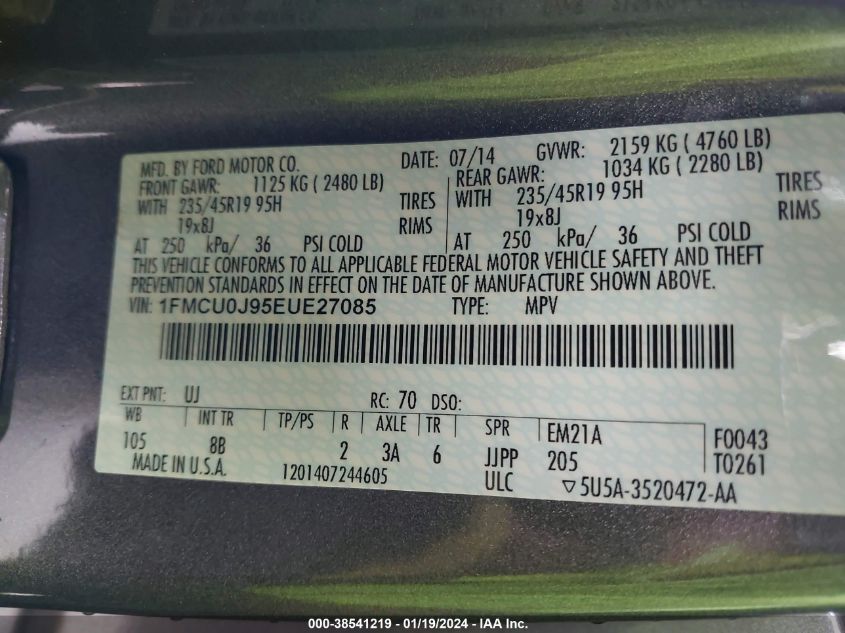 MFD. BY FORD MOTOR CO. DATE: 07/14 GVWR: 2159 KG ( 4760 LB)
FRONT GAWR: 1125 KG ( 2480 LB) REAR GAWR: 1034 KG ( 2280 LB)
WITH 235/45R19 95H TIRES WITH 235/45R19 95H TIRES
19x8J RIMS 19x8J RIMS
AT 250 kPa/ 36 PSI COLD AT 250 kPa/ 36 PSI COLD
THIS VEHICLE CONFORMS TO ALL APPLICABLE FEDERAL MOTOR VEHICLE SAFETY AND THEFT
PREVENTION STANDARDS IN EFFECT ON THE DATE OF MANUFACTURE SHOWN ABOVE.
VIN: 1FMCU0J95EUE27085 TYPE: MPV
EXT PNT: UJ RC: 70 DSO:
WB INT TR TP/PS R AXLE TR SPR EM21A F0043
105 8B 2 3A 6 JJPP 205 T0261
MADE IN U.S.A. 1201407244605 ULC ▽5U5A-3520472-AA
000-38541219 - 01/19/2024 - IAA Inc.